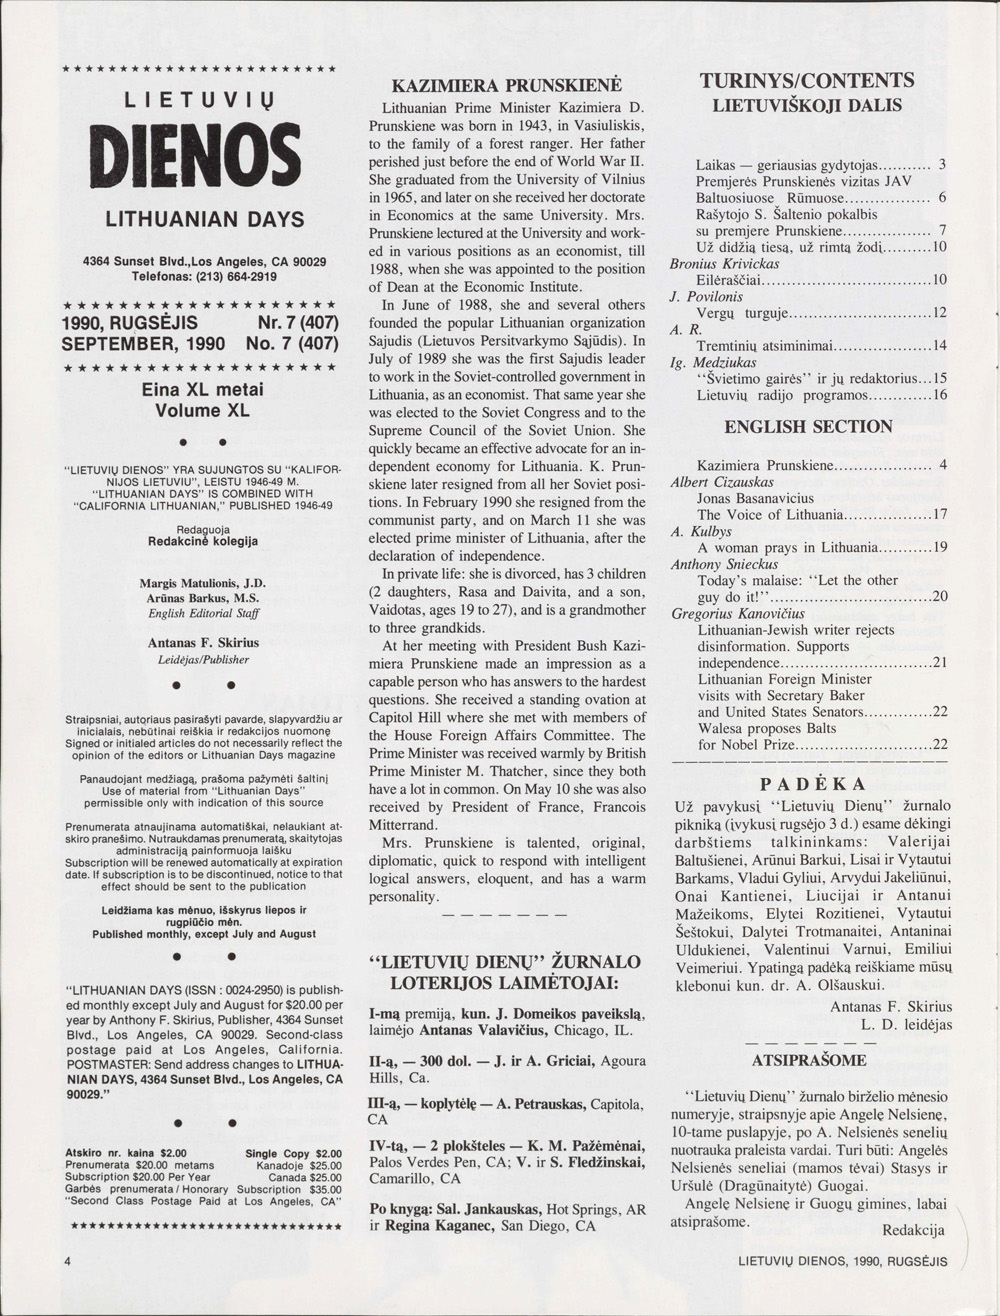 LIETUVIŲ
DIENOS
LITHUANIAN DAYS
4364 Sunset Blvd.,Los Angeles, CA 90029
Telefonas: (213) 664-2919
1990, RUGSĖJIS Nr. 7 (407)
SEPTEMBER, 1990 No. 7 (407)
Eina XL metai
Volume XL
"LIETUVIŲ DIENOS" YRA SUJUNGTOS SU "KALIFOR-
NIJOS LIETUVIU", LEISTU 1946-49 M.
"LITHUANIAN DAYS" IS COMBINED WITH
"CALIFORNIA LITHUANIAN," PUBLISHED 1946-49
Redaguoja
Redakcinė kolegija
Margis Matulionis, J.D.
Arūnas Barkus, M.S.
English Editorial Staff
Antanas F. Skirius
Leidėjas/Publisher
Straipsniai, autoriaus pasirašyti pavarde, slapyvardžiu ar
inicialais, nebūtinai reiškia ir redakcijos nuomonę
Signed or initialed articles do not necessarily reflect the
opinion of the editors or Lithuanian Days magazine
Panaudojant medžiagą, prašoma pažymėti šaltinį
Use of material from "Lithuanian Days"
permissible only with indication of this source
Prenumerata atnaujinama automatiškai, nelaukiant at-
skiro pranešimo. Nutraukdamas prenumeratą, skaitytojas
administraciją painformuoja laišku
Subscription will be renewed automatically at expiration
date. If subscription is to be discontinued, notice to that
effect should be sent to the publication
Leidžiama kas mėnuo, išskyrus liepos ir
rugpiūčio mėn.
Published monthly, except July and August
"LITHUANIAN DAYS (ISSN : 0024-2950) is publish-
ed monthly except July and August for $20.00 per
year by Anthony F. Skirius, Publisher, 4364 Sunset
Blvd., Los Angeles, CA 90029. Second-class
postage paid at Los Angeles, California.
POSTMASTER: Send address changes to LITHUA-
NIAN DAYS, 4364 Sunset Blvd., Los Angeles, CA
90029."
Atskiro nr. kaina $2.00 Single Copy $2.00
Prenumerata $20.00 metams Kanadoje $25.00
Subscription $20.00 Per Year Canada $25.00
Garbės prenumerata / Honorary Subscription $35.00
"Second Class Postage Paid at Los Angeles, CA"
4
KAZIMIERA PRUNSKIENĖ
Lithuanian Prime Minister Kazimiera D.
Prunskiene was born in 1943, in Vasiuliskis,
to the family of a forest ranger. Her father
perished just before the end of World War II.
She graduated from the University of Vilnius
in 1965, and later on she received her doctorate
in Economics at the same University. Mrs.
Prunskiene lectured at the University and work-
ed in various positions as an economist, till
1988, when she was appointed to the position
of Dean at the Economic Institute.
In June of 1988, she and several others
founded the popular Lithuanian organization
Sajudis (Lietuvos Persitvarkymo Sąjūdis). In
July of 1989 she was the first Sajudis leader
to work in the Soviet-controlled government in
Lithuania, as an economist. That same year she
was elected to the Soviet Congress and to the
Supreme Council of the Soviet Union. She
quickly became an effective advocate for an in-
dependent economy for Lithuania. K. Prun-
skiene later resigned from all her Soviet posi-
tions. In February 1990 she resigned from the
communist party, and on March 11 she was
elected prime minister of Lithuania, after the
declaration of independence.
In private life: she is divorced, has 3 children
(2 daughters, Rasa and Daivita, and a son,
Vaidotas, ages 19 to 27), and is a grandmother
to three grandkids.
At her meeting with President Bush Kazi-
miera Prunskiene made an impression as a
capable person who has answers to the hardest
questions. She received a standing ovation at
Capitol Hill where she met with members of
the House Foreign Affairs Committee. The
Prime Minister was received warmly by British
Prime Minister M. Thatcher, since they both
have a lot in common. On May 10 she was also
received by President of France, Francois
Mitterrand.
Mrs. Prunskiene is talented, original,
diplomatic, quick to respond with intelligent
logical answers, eloquent, and has a warm
personality.
"LIETUVIŲ DIENŲ" ŽURNALO
LOTERIJOS LAIMĖTOJAI:
I-mą premiją, kun. J. Domeikos paveikslą,
laimėjo Antanas Valavičius, Chicago, IL.
II-ą, — 300 dol. — J. ir A. Griciai, Agoura
Hills, Ca.
III-ą, — koplytėlę — A. Petrauskas, Capitola,
CA
IV-tą, — 2 plokšteles — K. M. Pažėmėnai,
Palos Verdes Pen, CA; V. ir S. Fledžinskai,
Camarillo, CA
Po knygą: Sal. Jankauskas, Hot Springs, AR
ir Regina Kaganec, San Diego, CA
TURINYS/CONTENTS
LIETUVIŠKOJI DALIS
Laikas — geriausias gydytojas........... 3
Premjerės Prunskienės vizitas JAV
Baltuosiuose Rūmuose................. 6
Rašytojo S. Šaltenio pokalbis
su premjere Prunskiene.................. 7
Už didžią tiesą, už rimtą žodį..........10
Bronius Krivickas
Eilėraščiai...................................10
J. Povilonis
Vergų turguje..............................12
A. R.
Tremtinių atsiminimai.....................14
Ig. Medziukas
"Švietimo gairės" ir jų redaktorius...15
Lietuvių radijo programos.............16
ENGLISH SECTION
Kazimiera Prunskiene.................... 4
Albert Cizauskas
Jonas Basanavicius
The Voice of Lithuania..................17
A. Kulbys
A woman prays in Lithuania...........19
Anthony Snieckus
Today's malaise: "Let the other
guy do it!"..................................20
Gregorius Kanovičius
Lithuanian-Jewish writer rejects
disinformation. Supports
independence................................21
Lithuanian Foreign Minister
visits with Secretary Baker
and United States Senators..............22
Walesa proposes Balts
for Nobel Prize.............................22
PADĖKA
Už pavykusį "Lietuvių Dienų" žurnalo
pikniką (įvykusį rugsėjo 3 d.) esame dėkingi
darbštiems talkininkams: Valerijai
Baltušienei, Arūnui Barkui, Lisai ir Vytautui
Barkams, Vladui Gyliui, Arvydui Jakeliūnui,
Onai Kantienei, Liucijai ir Antanui
Mažeikoms, Elytei Rozitienei, Vytautui
Šeštokui, Dalytei Trotmanaitei, Antaninai
Uldukienei, Valentinui Varnui, Emiliui
Veimeriui. Ypatingą padėką reiškiame mūsų
klebonui kun. dr. A. Olšauskui.
Antanas F. Skirius
L. D. leidėjas
ATSIPRAŠOME
"Lietuvių Dienų" žurnalo birželio mėnesio
numeryje, straipsnyje apie Angelę Nelsienę,
10-tame puslapyje, po A. Nelsienės senelių
nuotrauka praleista vardai. Turi būti: Angelės
Nelsienės seneliai (mamos tėvai) Stasys ir
Uršulė (Dragūnaitytė) Guogai.
Angelę Nelsienę ir Guogų gimines, labai
atsiprašome.
Redakcija
LIETUVIŲ DIENOS, 1990, RUGSĖJIS